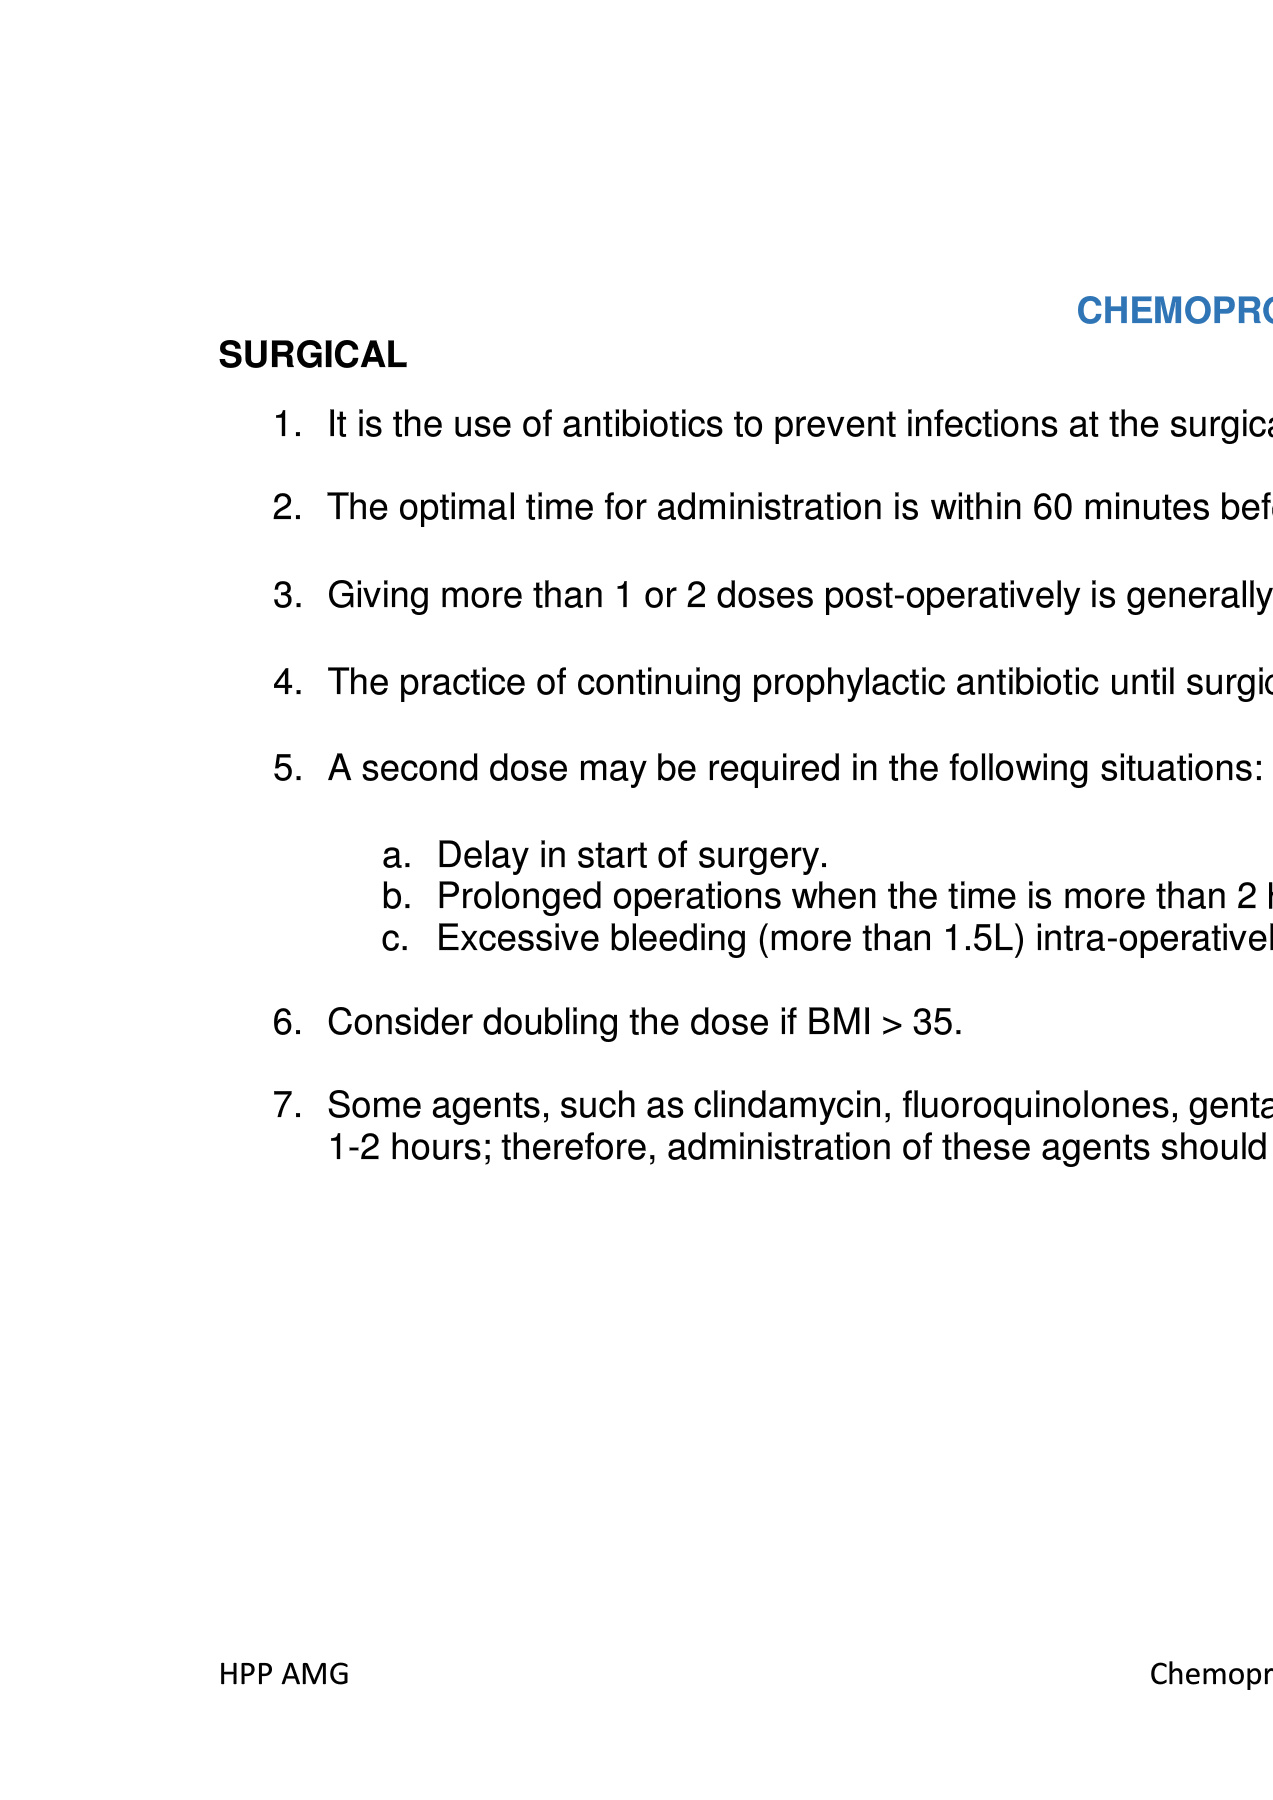 CHEMOPRO
SURGICAL
1. It is the use of antibiotics to prevent infections at the surgica
2. The optimal time for administration is within 60 minutes befo
3. Giving more than 1 or 2 doses post-operatively is generally
4. The practice of continuing prophylactic antibiotic until surgic
5. A second dose may be required in the following situations:
a. Delay in start of surgery.
b. Prolonged operations when the time is more than 2 h
c. Excessive bleeding (more than 1.5L) intra-operativel
6. Consider doubling the dose if BMI > 35.
7. Some agents, such as clindamycin, fluoroquinolones, genta
1-2 hours; therefore, administration of these agents should
HPP AMG
Chemopr